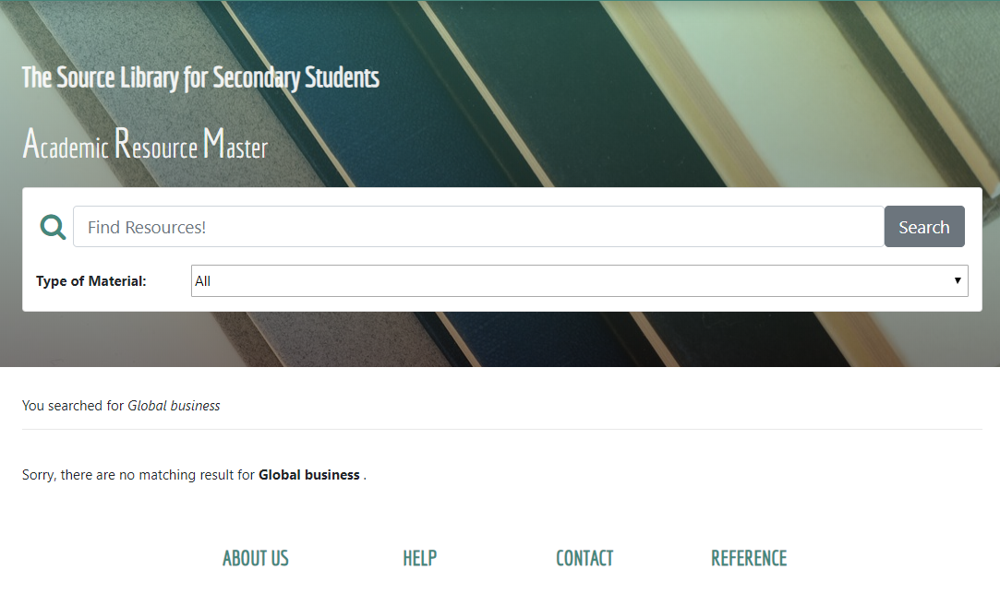 The Source Library for Secondary Students
Academic Resource Master
Find Resources!
Search
Type of Material:
All
You searched for Global business
Sorry, there are no matching result for Global business .
ABOUT US
HELP
CONTACT
REFERENCE